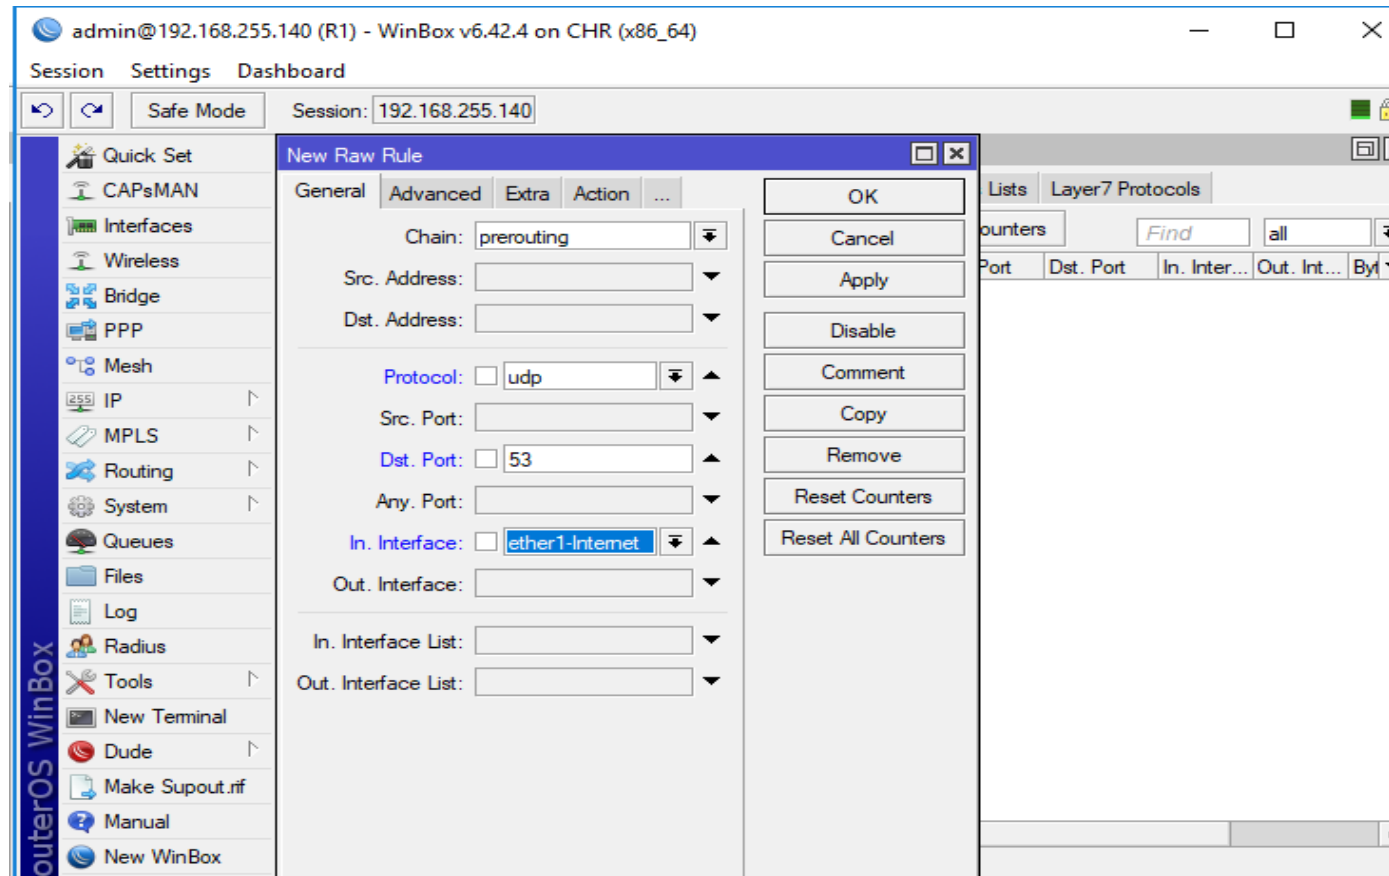 admin@192.168.255.140 (R1) - WinBox v6.42.4 on CHR (x86_64)
Session Settings Dashboard
Safe Mode Session: 192.168.255.140
Quick Set
CAPsMAN
Interfaces
Wireless
Bridge
PPP
Mesh
255 IP
MPLS
Routing
System
Queues
Files
Log
Radius
Tools
New Terminal
Dude
Make Supout.rif
Manual
New WinBox
outerOS WinBox
New Raw Rule
General Advanced Extra Action ...
Chain: prerouting
Src. Address:
Dst. Address:
Protocol: udp
Src. Port:
Dst. Port: 53
Any. Port:
In. Interface: ether1-Internet
Out. Interface:
In. Interface List:
Out. Interface List:
OK
Cancel
Apply
Disable
Comment
Copy
Remove
Reset Counters
Reset All Counters
Lists Layer7 Protocols
ounters Find all
Port Dst. Port In. Inter... Out. Int... Byt